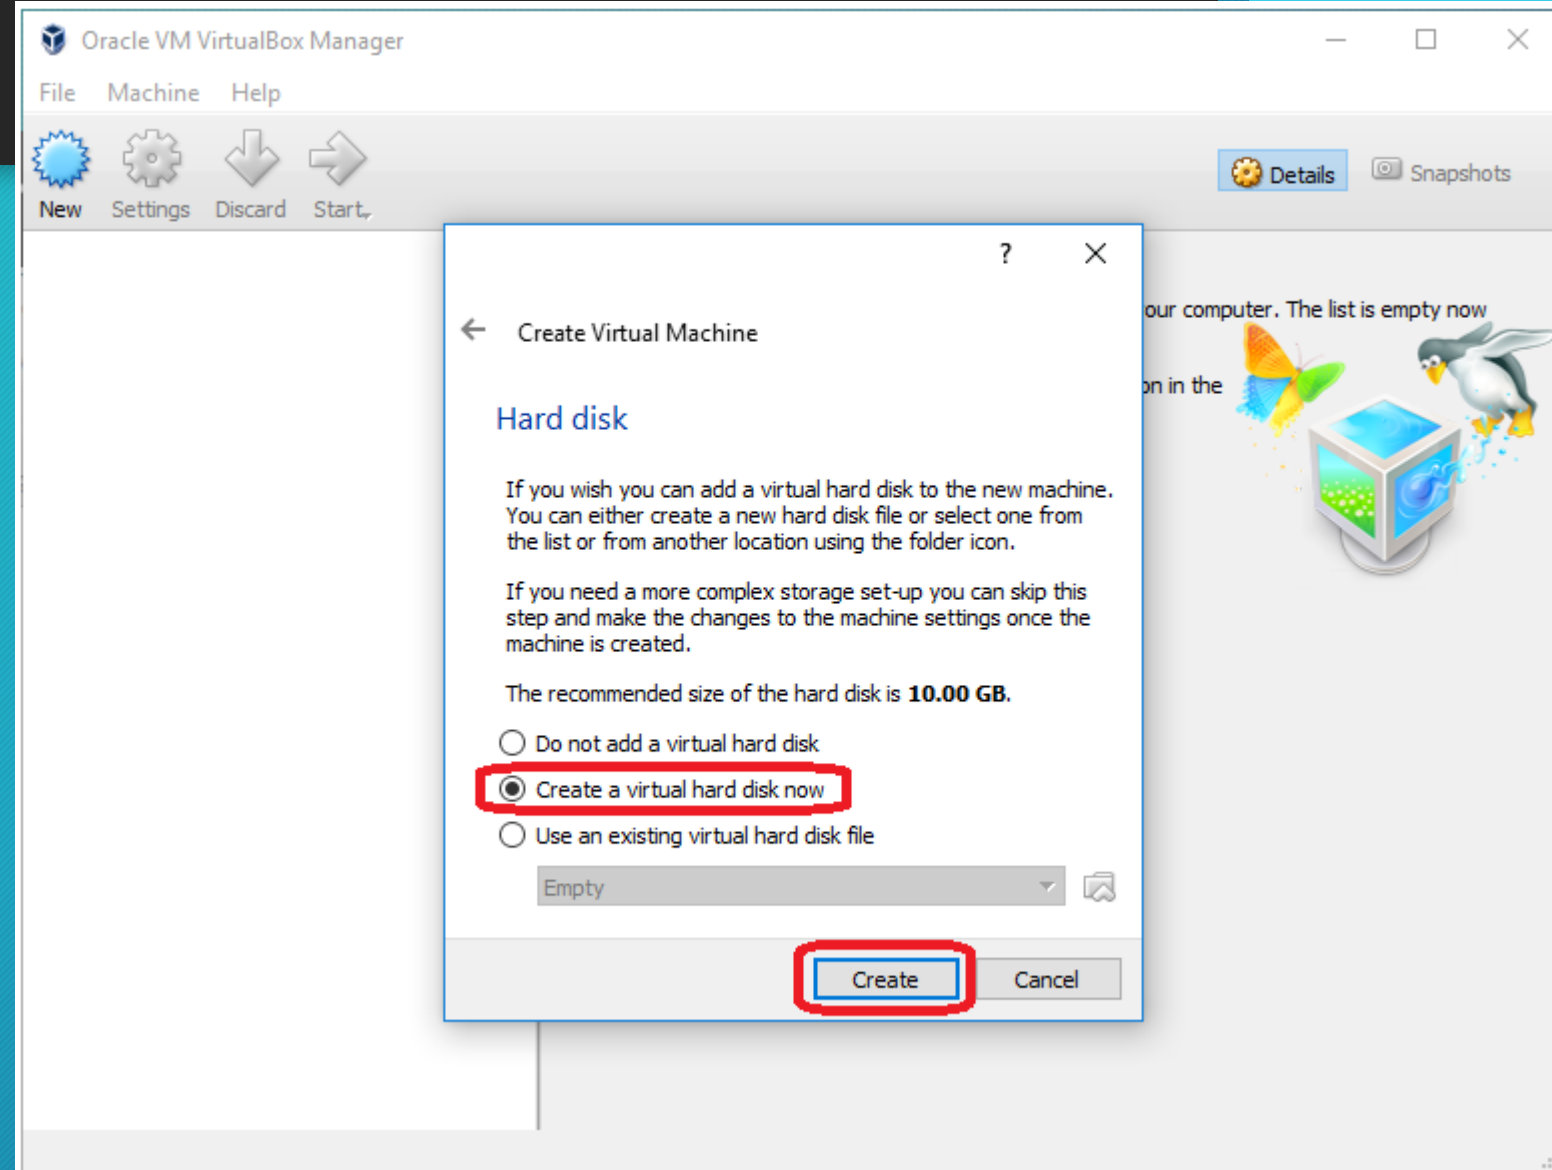 Oracle VM VirtualBox Manager
File Machine Help
New Settings Discard Start
Details Snapshots
our computer. The list is empty now
on in the
?
Create Virtual Machine
Hard disk
If you wish you can add a virtual hard disk to the new machine.
You can either create a new hard disk file or select one from
the list or from another location using the folder icon.
If you need a more complex storage set-up you can skip this
step and make the changes to the machine settings once the
machine is created.
The recommended size of the hard disk is 10.00 GB.
Do not add a virtual hard disk
Create a virtual hard disk now
Use an existing virtual hard disk file
Empty
Create Cancel